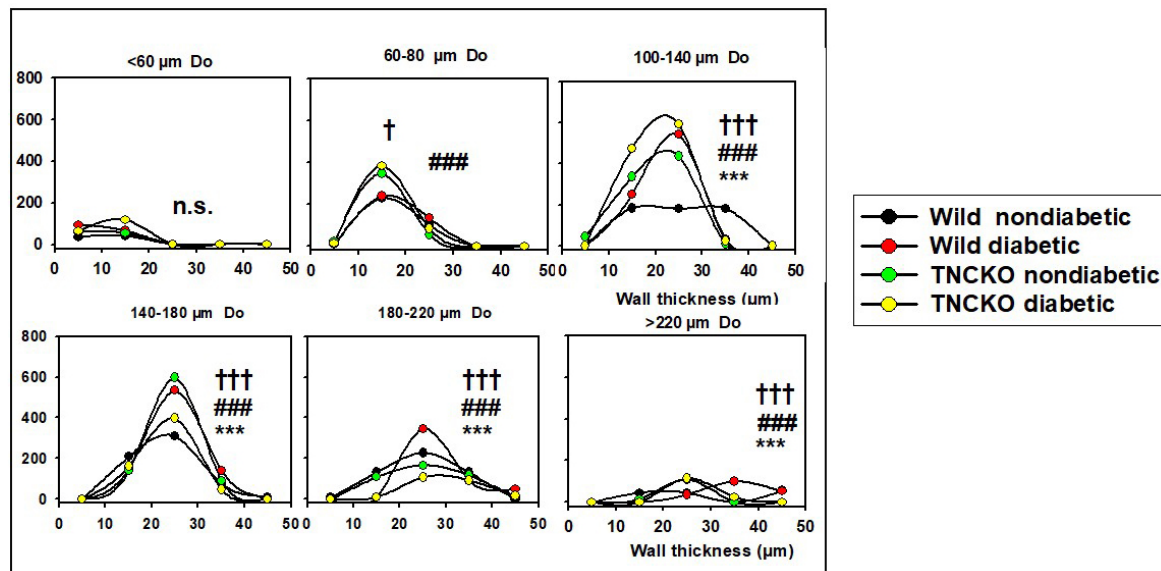 <60 µm Do
60-80 µm Do
100-140 µm Do
800
600
400
200
0
n.s.
†
###
†††
###
***
0 10 20 30 40 50
0 10 20 30 40 50
0 10 20 30 40 50
Wall thickness (µm)
140-180 µm Do
180-220 µm Do
>220 µm Do
600
400
200
0
†††
###
***
†††
###
***
†††
###
***
0 10 20 30 40 50
0 10 20 30 40 50
0 10 20 30 40 50
Wall thickness (µm)
Wild nondiabetic
Wild diabetic
TNCKO nondiabetic
TNCKO diabetic